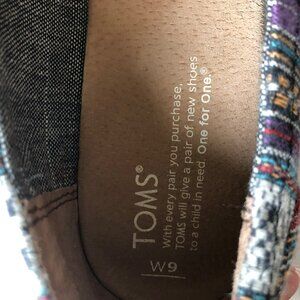 TOMS®
With every pair you purchase,
TOMS will give a pair of new shoes
to a child in need. One for One.®
W9